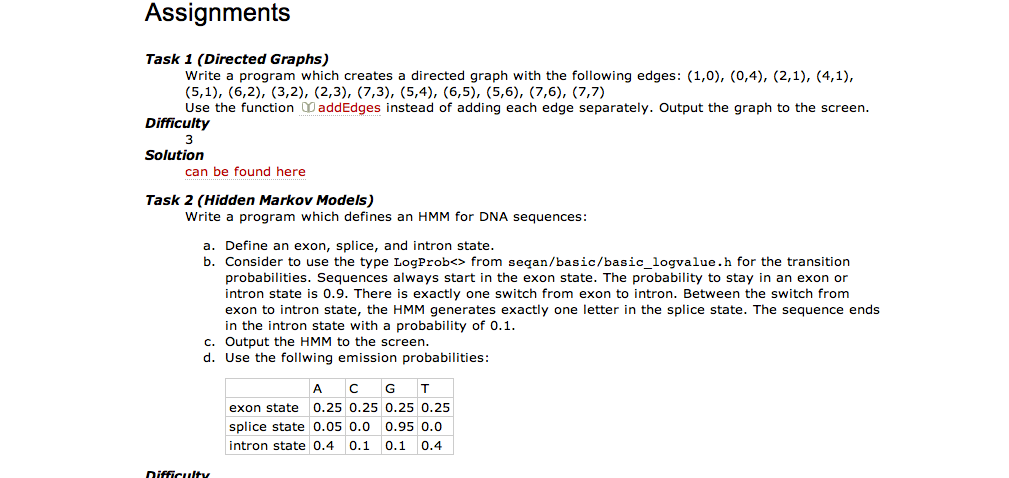 Assignments
Task 1 (Directed Graphs)
Write a program which creates a directed graph with the following edges: (1,0), (0,4), (2,1), (4,1),
(5,1), (6,2), (3,2), (2,3), (7,3), (5,4), (6,5), (5,6), (7,6), (7,7)
Use the function addEdges instead of adding each edge separately. Output the graph to the screen.
Difficulty
3
Solution
can be found here
Task 2 (Hidden Markov Models)
Write a program which defines an HMM for DNA sequences:
a. Define an exon, splice, and intron state.
b. Consider to use the type LogProb<> from seqan/basic/basic_logvalue.h for the transition
probabilities. Sequences always start in the exon state. The probability to stay in an exon or
intron state is 0.9. There is exactly one switch from exon to intron. Between the switch from
exon to intron state, the HMM generates exactly one letter in the splice state. The sequence ends
in the intron state with a probability of 0.1.
c. Output the HMM to the screen.
d. Use the follwing emission probabilities:
A C G T
exon state 0.25 0.25 0.25 0.25
splice state 0.05 0.0 0.95 0.0
intron state 0.4 0.1 0.1 0.4
Difficulty